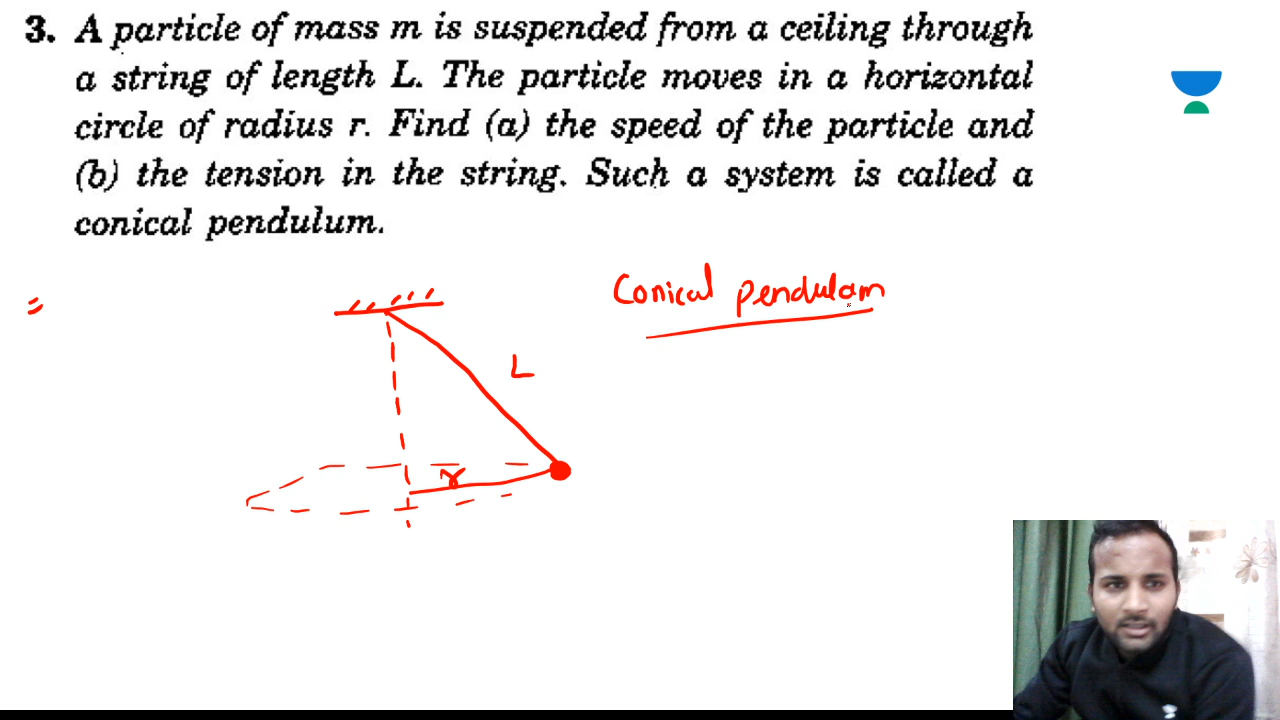 3. A particle of mass m is suspended from a ceiling through
a string of length L. The particle moves in a horizontal
circle of radius r. Find (a) the speed of the particle and
(b) the tension in the string. Such a system is called a
conical pendulum.
=
Conical pendulam
L
r